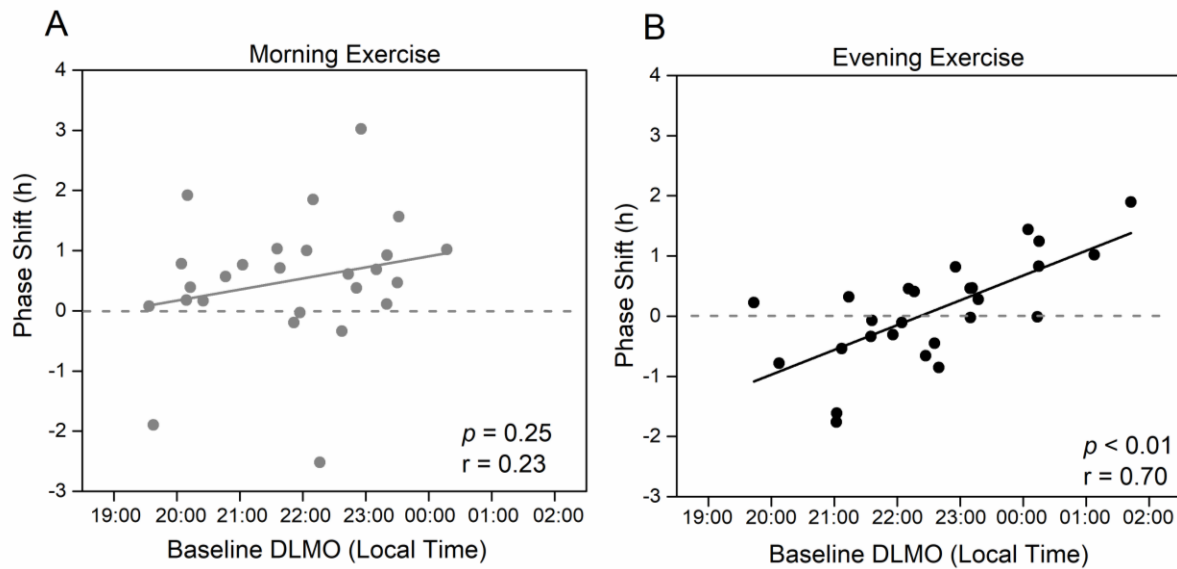 A
Morning Exercise
Phase Shift (h)
4
3
2
1
0
-1
-2
-3
p = 0.25
r = 0.23
19:00 20:00 21:00 22:00 23:00 00:00 01:00 02:00
Baseline DLMO (Local Time)
B
Evening Exercise
Phase Shift (h)
4
3
2
1
0
-1
-2
-3
p < 0.01
r = 0.70
19:00 20:00 21:00 22:00 23:00 00:00 01:00 02:00
Baseline DLMO (Local Time)